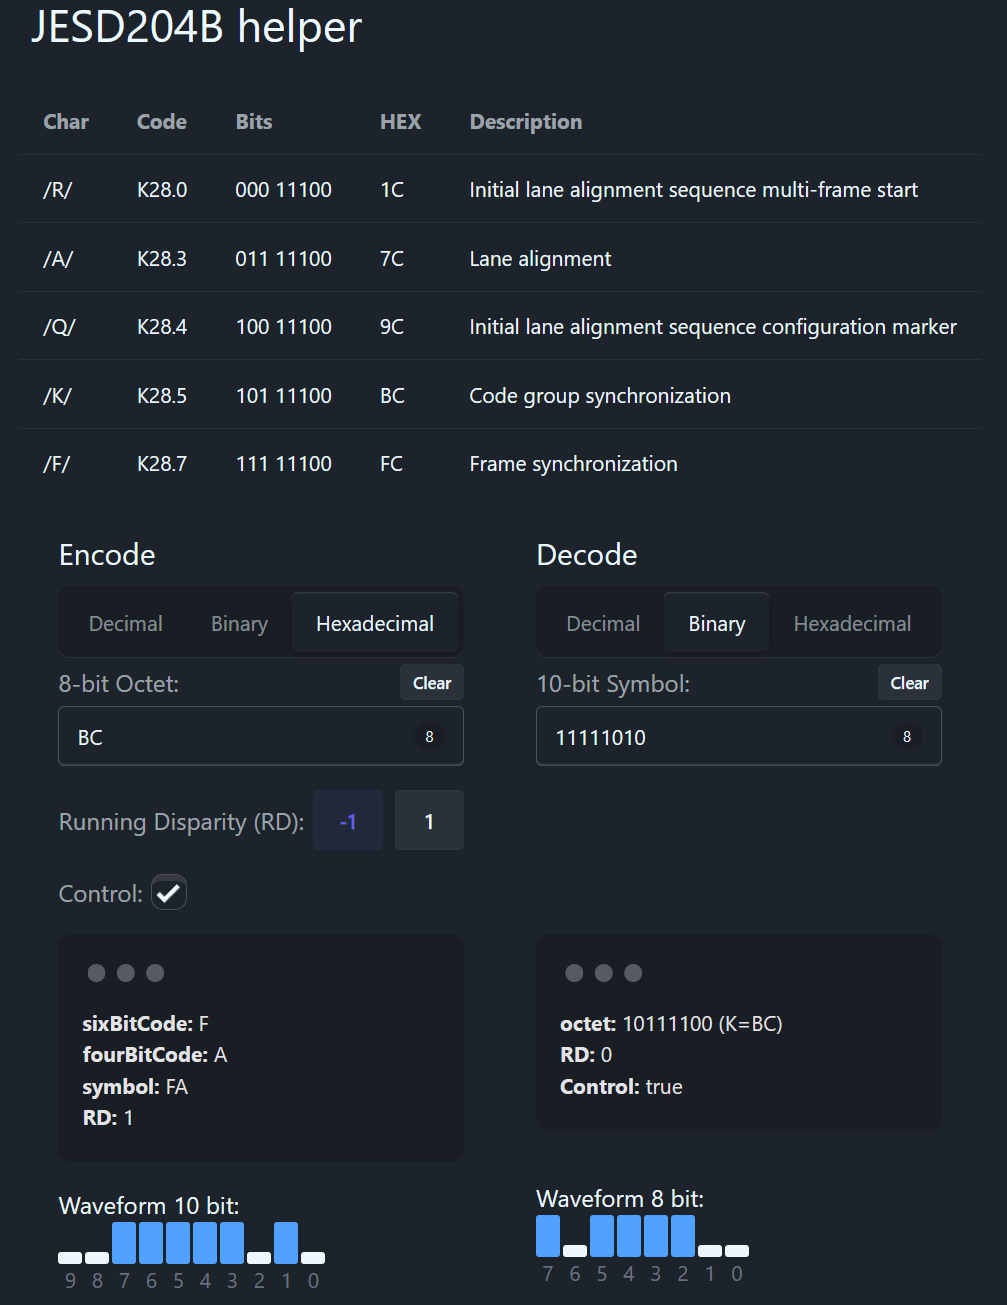 JESD204B helper
Char Code Bits HEX Description
/R/ K28.0 000 11100 1C Initial lane alignment sequence multi-frame start
/A/ K28.3 011 11100 7C Lane alignment
/Q/ K28.4 100 11100 9C Initial lane alignment sequence configuration marker
/K/ K28.5 101 11100 BC Code group synchronization
/F/ K28.7 111 11100 FC Frame synchronization
Encode
Decimal Binary Hexadecimal
8-bit Octet: Clear
BC 8
Running Disparity (RD): -1 1
Control:
sixBitCode: F
fourBitCode: A
symbol: FA
RD: 1
Waveform 10 bit:
9 8 7 6 5 4 3 2 1 0
Decode
Decimal Binary Hexadecimal
10-bit Symbol: Clear
11111010 8
octet: 10111100 (K=BC)
RD: 0
Control: true
Waveform 8 bit:
7 6 5 4 3 2 1 0